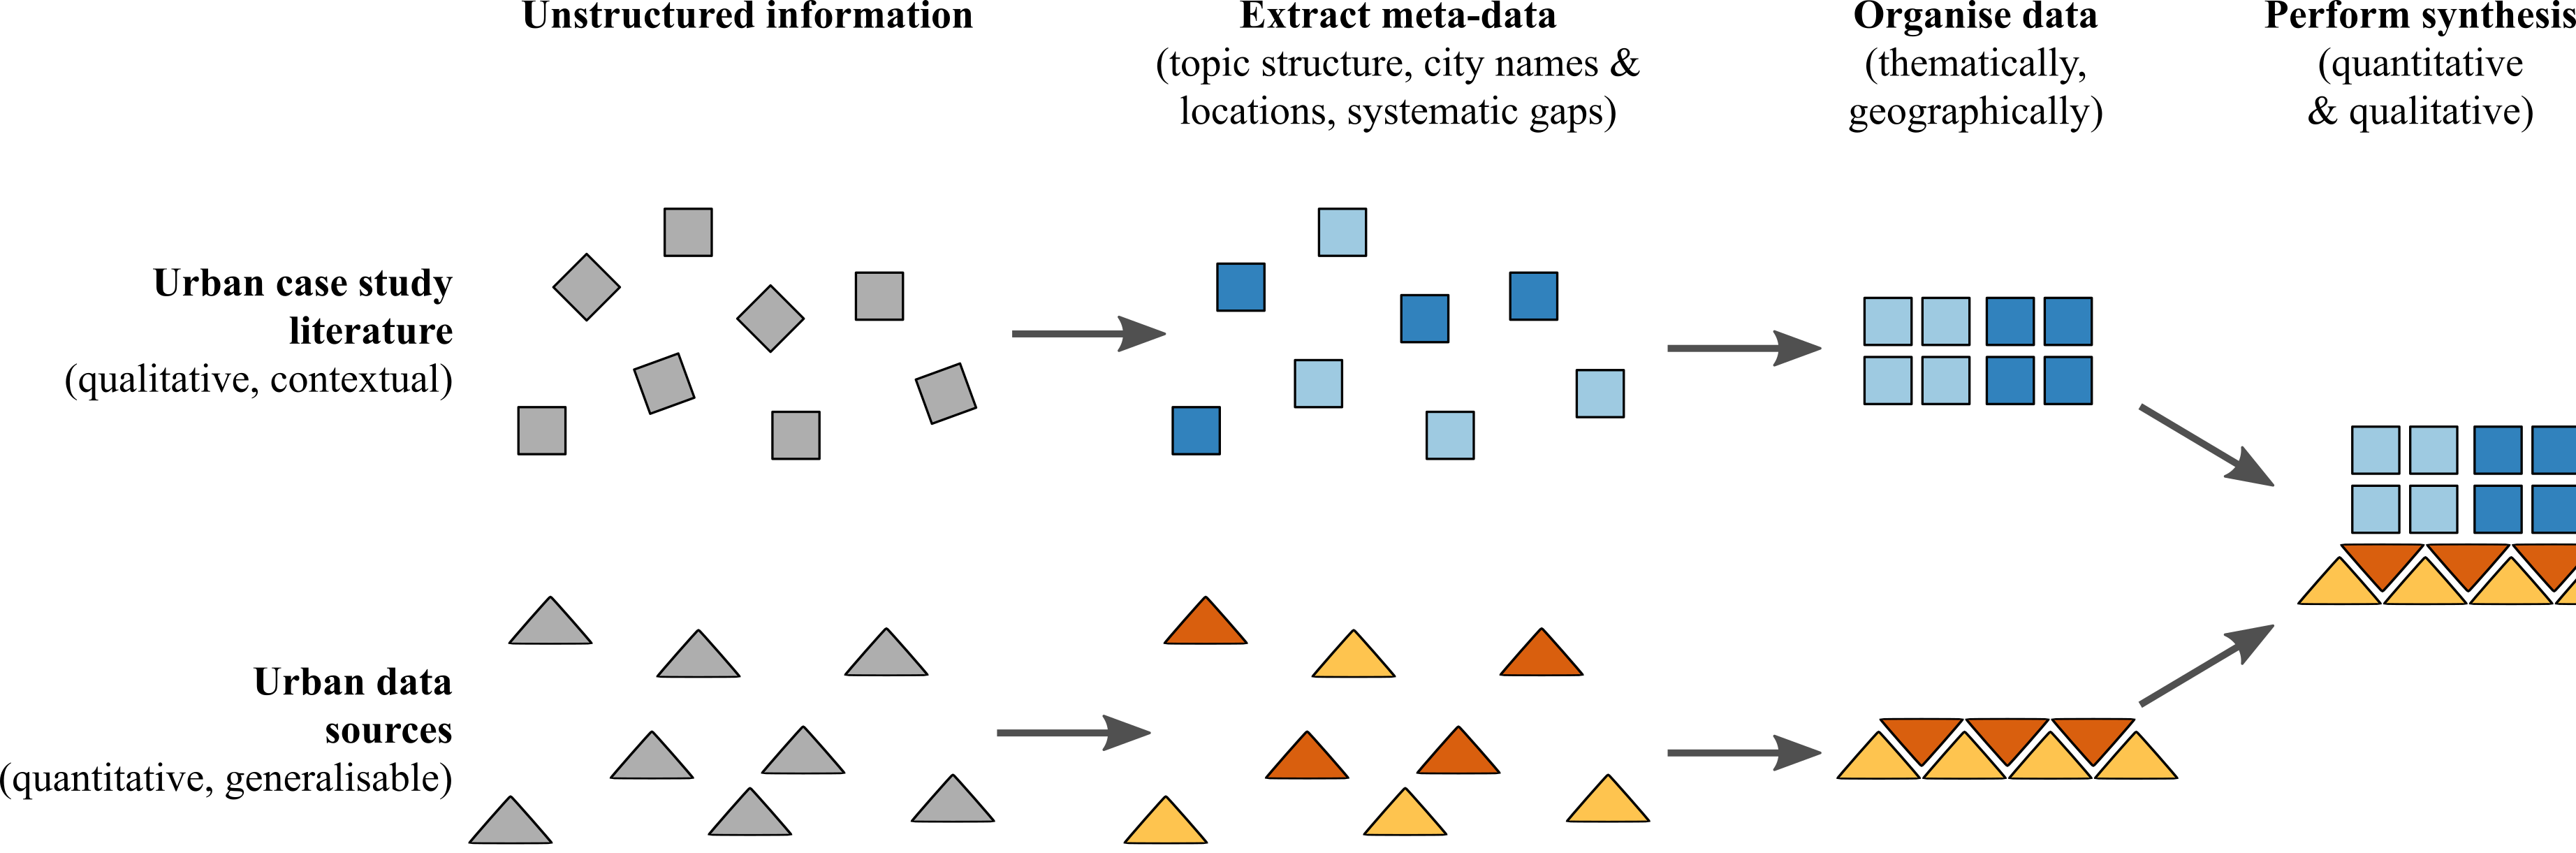 Unstructured information
Extract meta-data
(topic structure, city names &
locations, systematic gaps)
Organise data
(thematically,
geographically)
Perform synthesis
(quantitative
& qualitative)
Urban case study
literature
(qualitative, contextual)
Urban data
sources
(quantitative, generalisable)